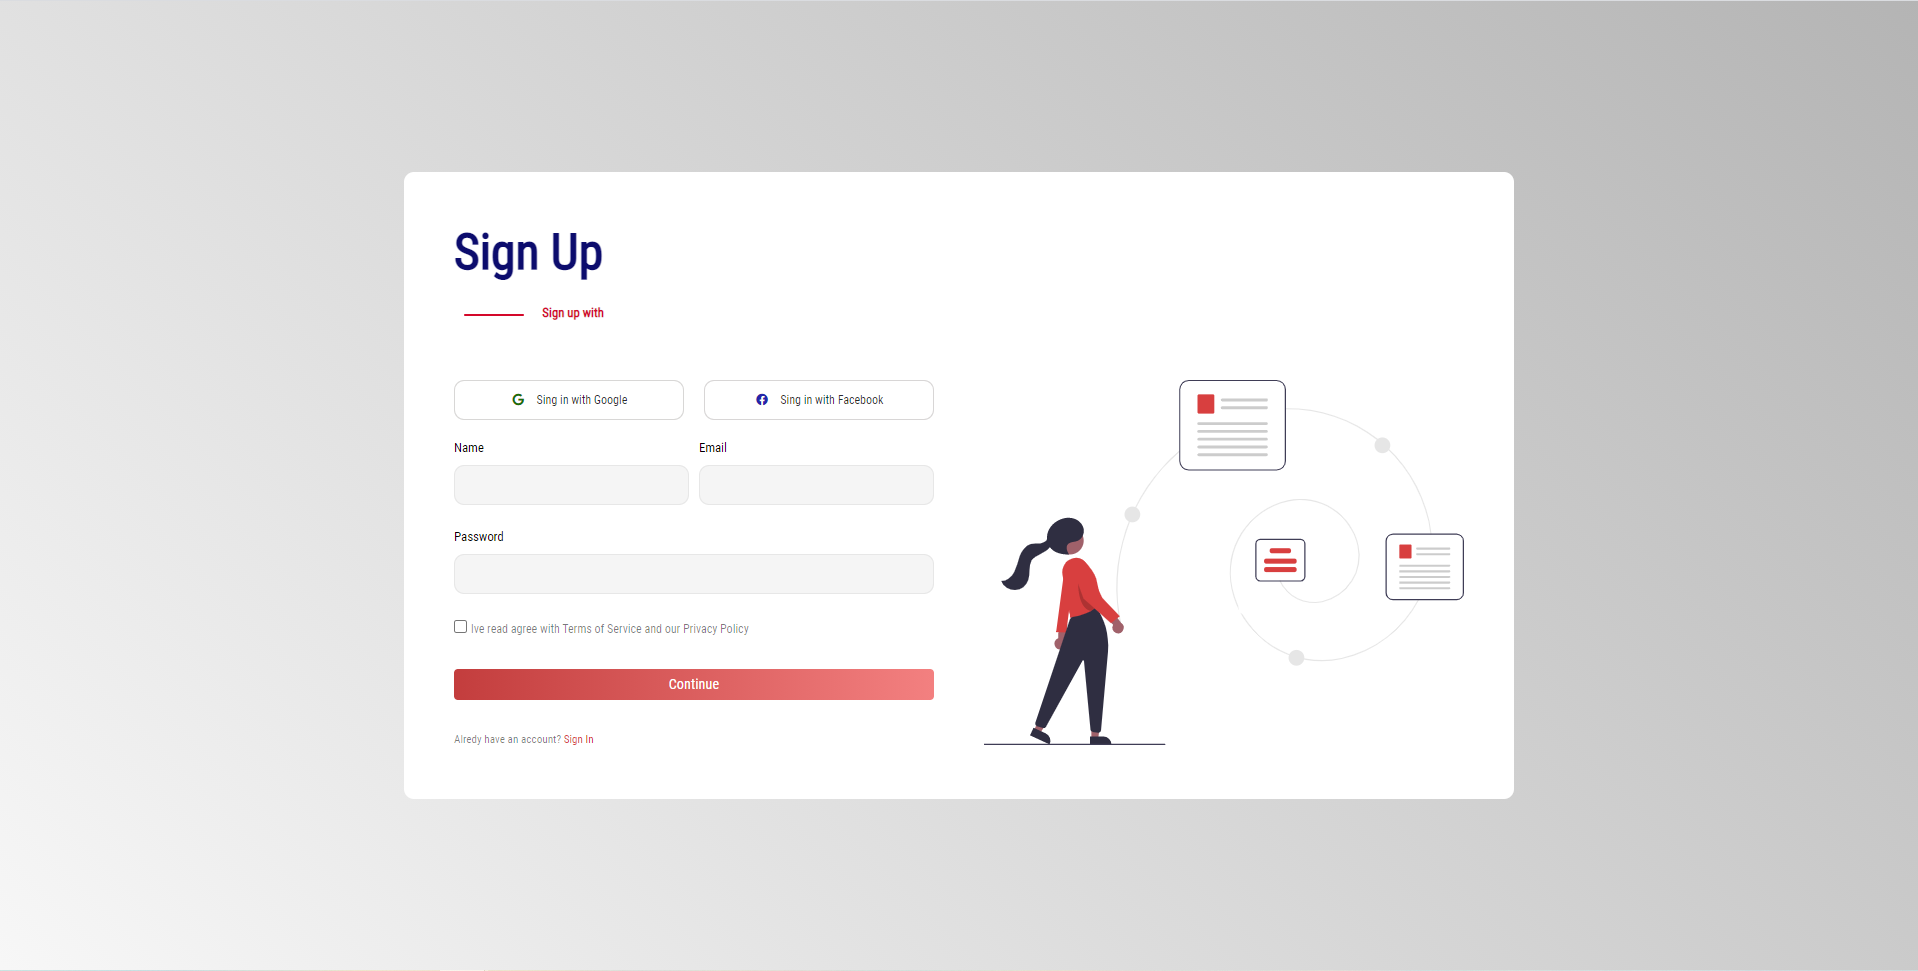 Sign Up
Sign up with
Sing in with Google
Sing in with Facebook
Name
Email
Password
Ive read agree with Terms of Service and our Privacy Policy
Continue
Alredy have an account? Sign In